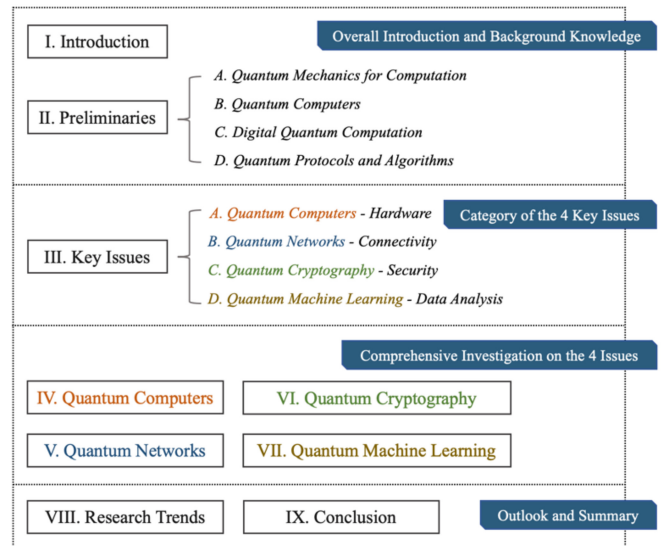 I. Introduction
Overall Introduction and Background Knowledge
II. Preliminaries
A. Quantum Mechanics for Computation
B. Quantum Computers
C. Digital Quantum Computation
D. Quantum Protocols and Algorithms
Category of the 4 Key Issues
III. Key Issues
A. Quantum Computers - Hardware
B. Quantum Networks - Connectivity
C. Quantum Cryptography - Security
D. Quantum Machine Learning - Data Analysis
Comprehensive Investigation on the 4 Issues
IV. Quantum Computers
VI. Quantum Cryptography
V. Quantum Networks
VII. Quantum Machine Learning
VIII. Research Trends
IX. Conclusion
Outlook and Summary